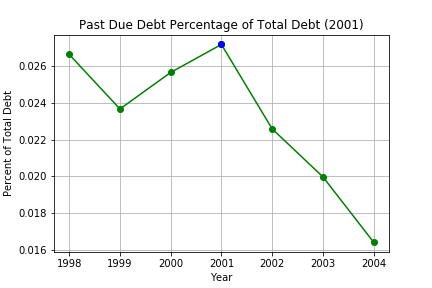 Past Due Debt Percentage of Total Debt (2001)
Percent of Total Debt
0.026
0.024
0.022
0.020
0.018
0.016
1998 1999 2000 2001 2002 2003 2004
Year